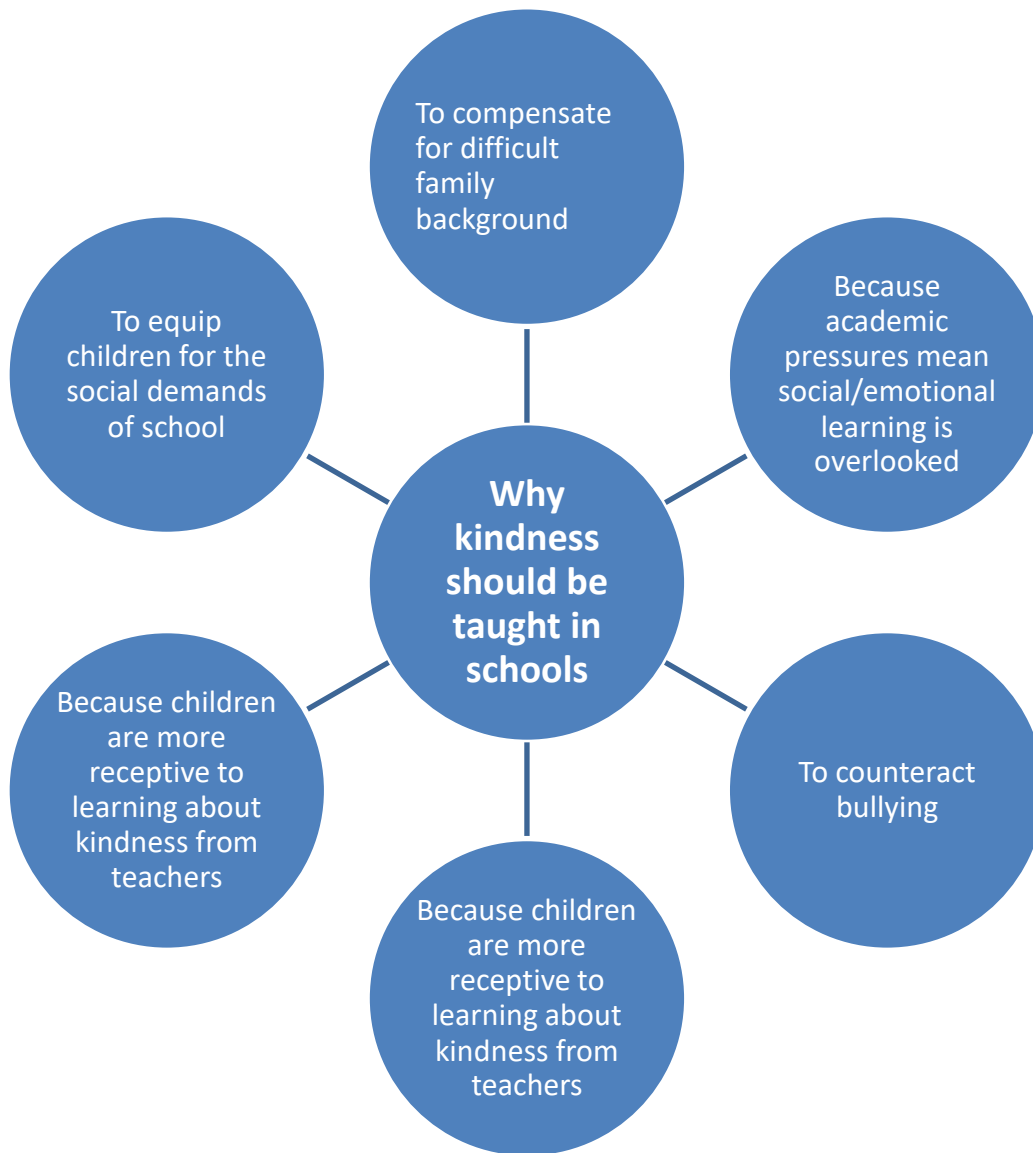 To compensate
for difficult
family
background
Because
academic
pressures mean
social/emotional
learning is
overlooked
To counteract
bullying
Because children
are more
receptive to
learning about
kindness from
teachers
Because children
are more
receptive to
learning about
kindness from
teachers
To equip
children for the
social demands
of school
Why
kindness
should be
taught in
schools